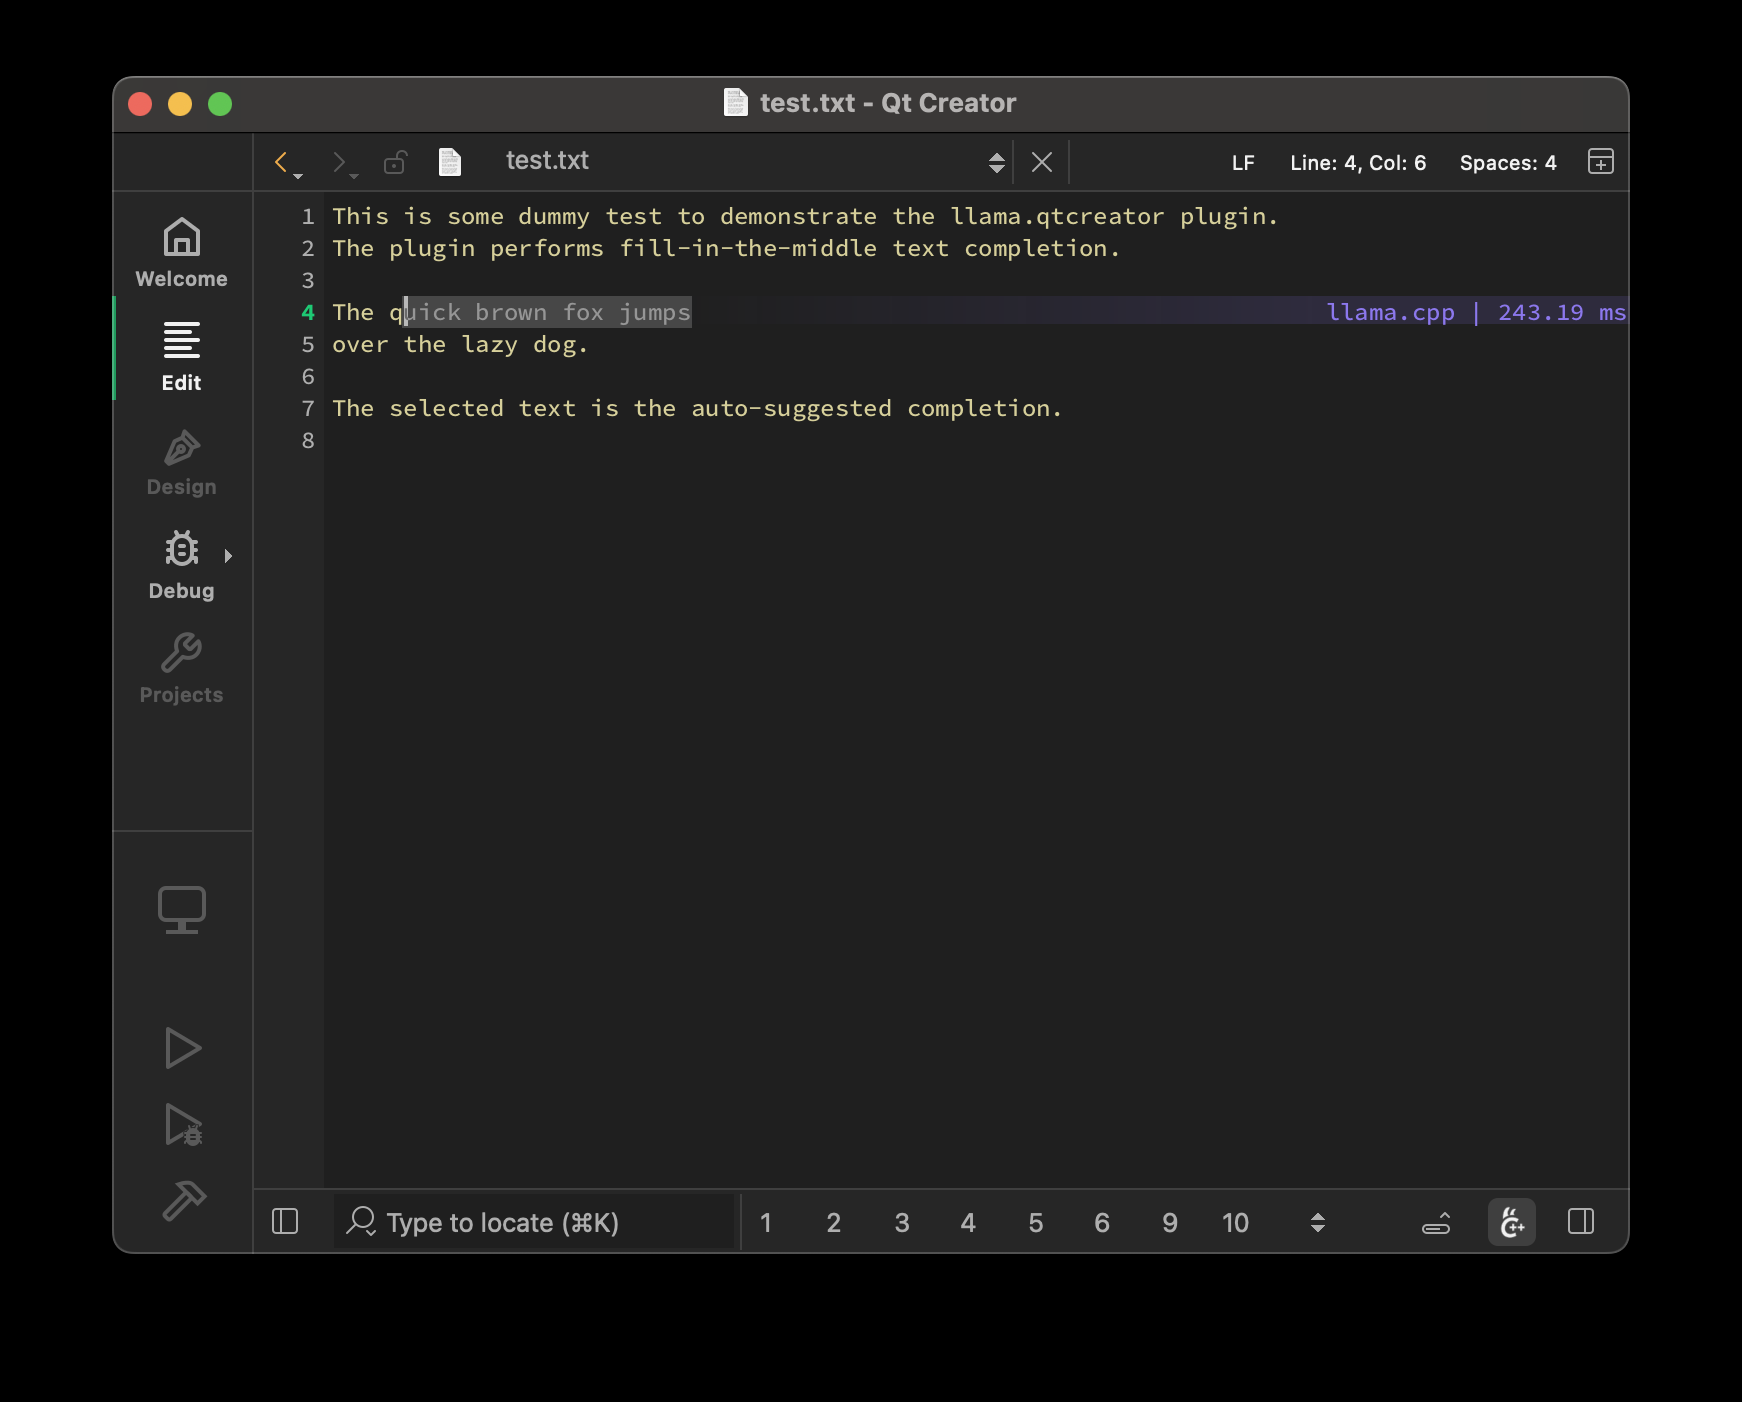 test.txt - Qt Creator
test.txt
LF Line: 4, Col: 6 Spaces: 4
Welcome
Edit
Design
Debug
Projects
1 This is some dummy test to demonstrate the llama.qtcreator plugin.
2 The plugin performs fill-in-the-middle text completion.
3
4 The quick brown fox jumps llama.cpp | 243.19 ms
5 over the lazy dog.
6
7 The selected text is the auto-suggested completion.
8
Type to locate (⌘K) 1 2 3 4 5 6 9 10